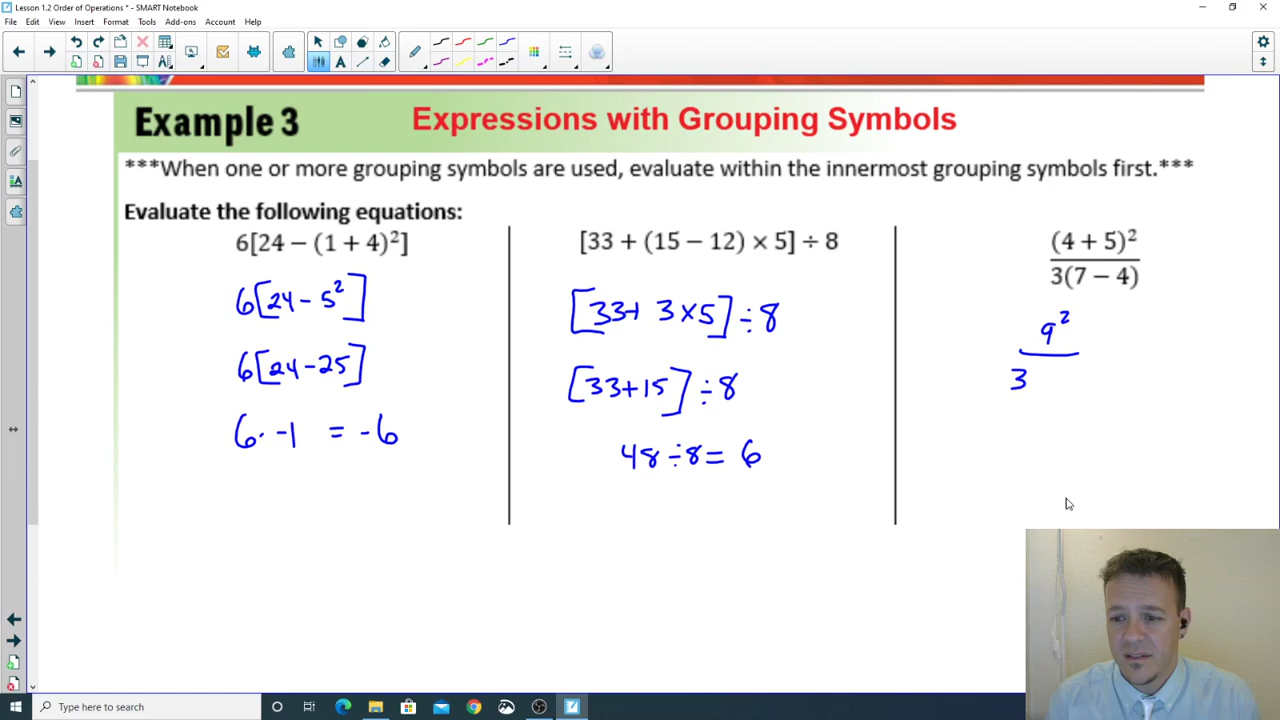 Lesson 1.2 Order of Operations * - SMART Notebook
File Edit View Insert Format Tools Add-ons Account Help
Example 3 Expressions with Grouping Symbols
***When one or more grouping symbols are used, evaluate within the innermost grouping symbols first.***
Evaluate the following equations:
6[24 − (1 + 4)²]
6[24 - 5²]
6[24-25]
6· -1 = -6
[33 + (15 − 12) × 5] ÷ 8
[33+ 3×5] ÷ 8
[33+15] ÷ 8
48 ÷ 8 = 6
(4 + 5)²
3(7 − 4)
9²
3
Type here to search